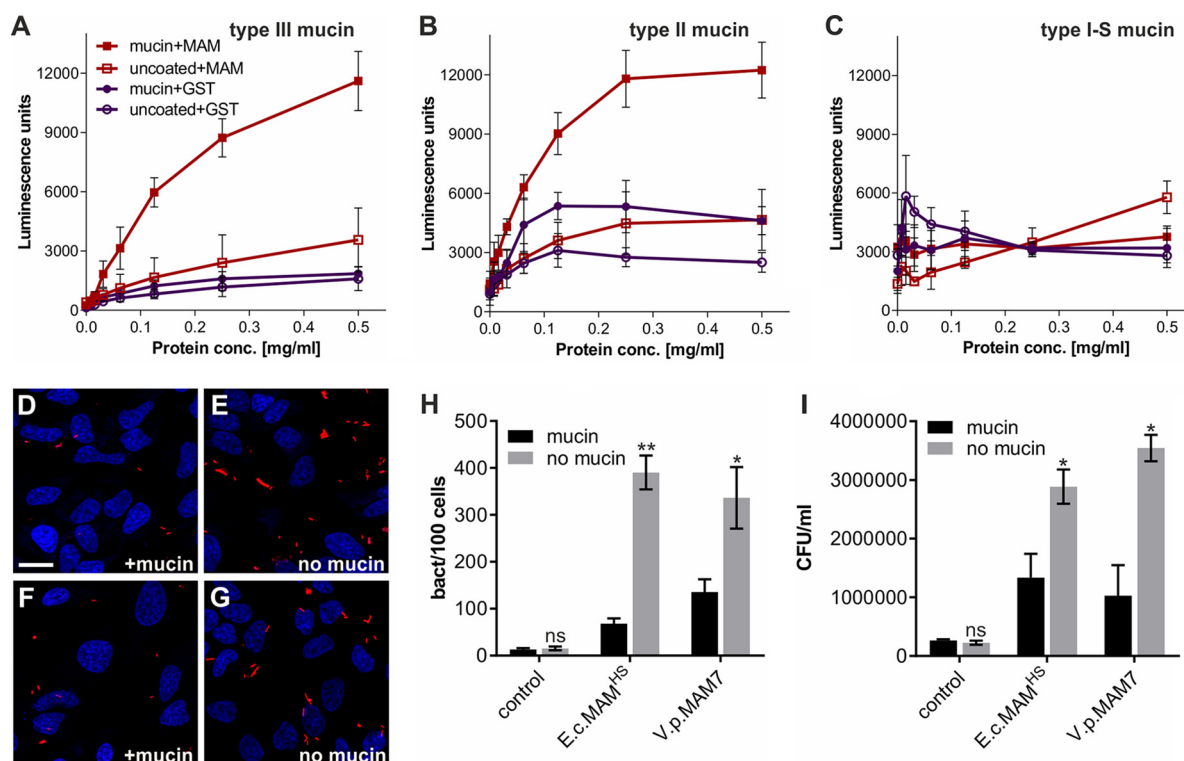 A
type III mucin
mucin+MAM
uncoated+MAM
mucin+GST
uncoated+GST
Luminescence units
12000
9000
6000
3000
0
0.0 0.1 0.2 0.3 0.4 0.5
Protein conc. [mg/ml]
B
type II mucin
Luminescence units
12000
9000
6000
3000
0
0.0 0.1 0.2 0.3 0.4 0.5
Protein conc. [mg/ml]
C
type I-S mucin
Luminescence units
12000
9000
6000
3000
0
0.0 0.1 0.2 0.3 0.4 0.5
Protein conc. [mg/ml]
D
+mucin
E
no mucin
F
+mucin
G
no mucin
H
mucin
no mucin
bact/100 cells
500
400
300
200
100
0
ns
**
*
control
E.c.MAMᴴˢ
V.p.MAM7
I
mucin
no mucin
CFU/ml
4000000
3000000
2000000
1000000
0
ns
*
*
control
E.c.MAMᴴˢ
V.p.MAM7